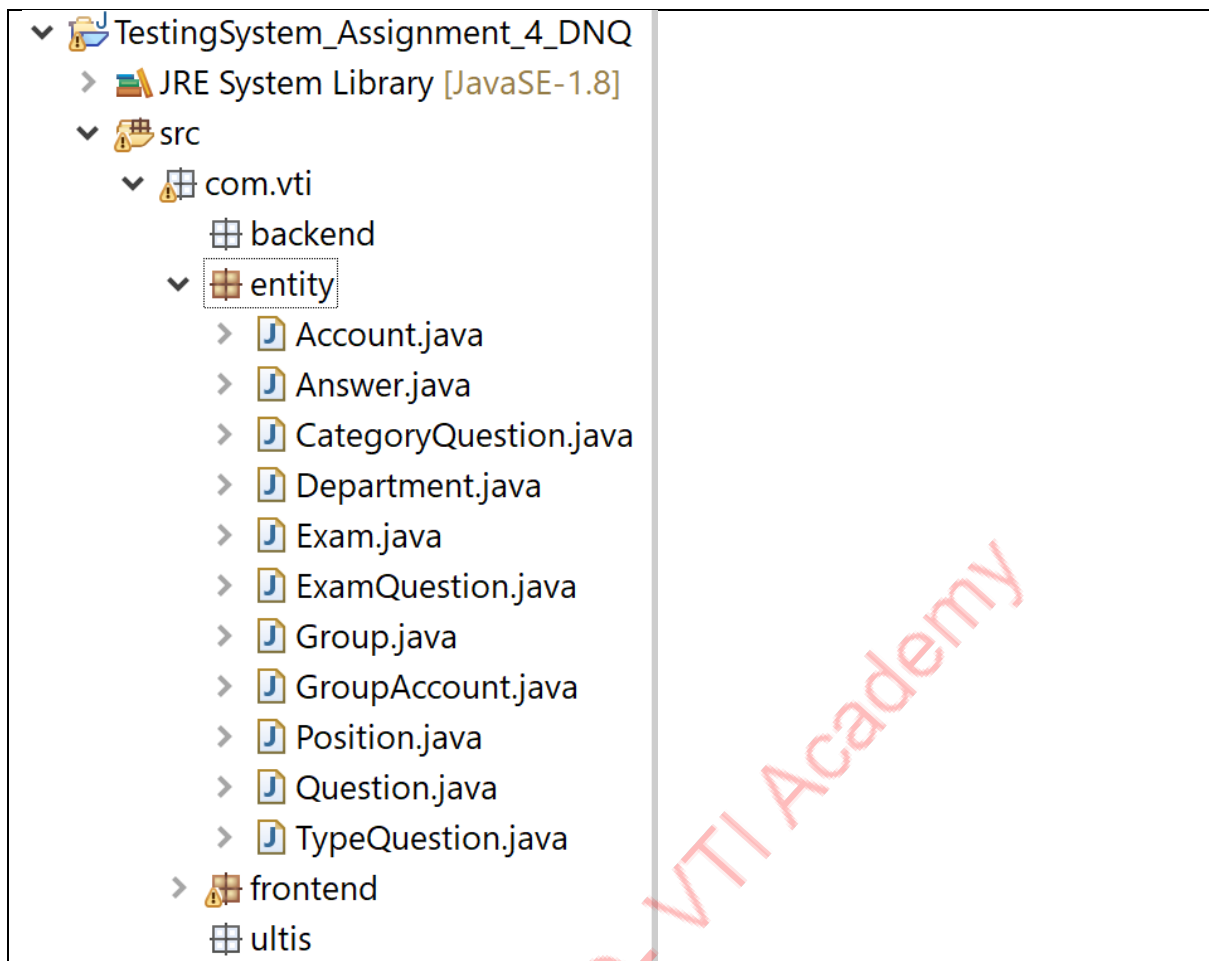 TestingSystem_Assignment_4_DNQ
JRE System Library [JavaSE-1.8]
src
com.vti
backend
entity
Account.java
Answer.java
CategoryQuestion.java
Department.java
Exam.java
ExamQuestion.java
Group.java
GroupAccount.java
Position.java
Question.java
TypeQuestion.java
frontend
ultis
- VTI Academy